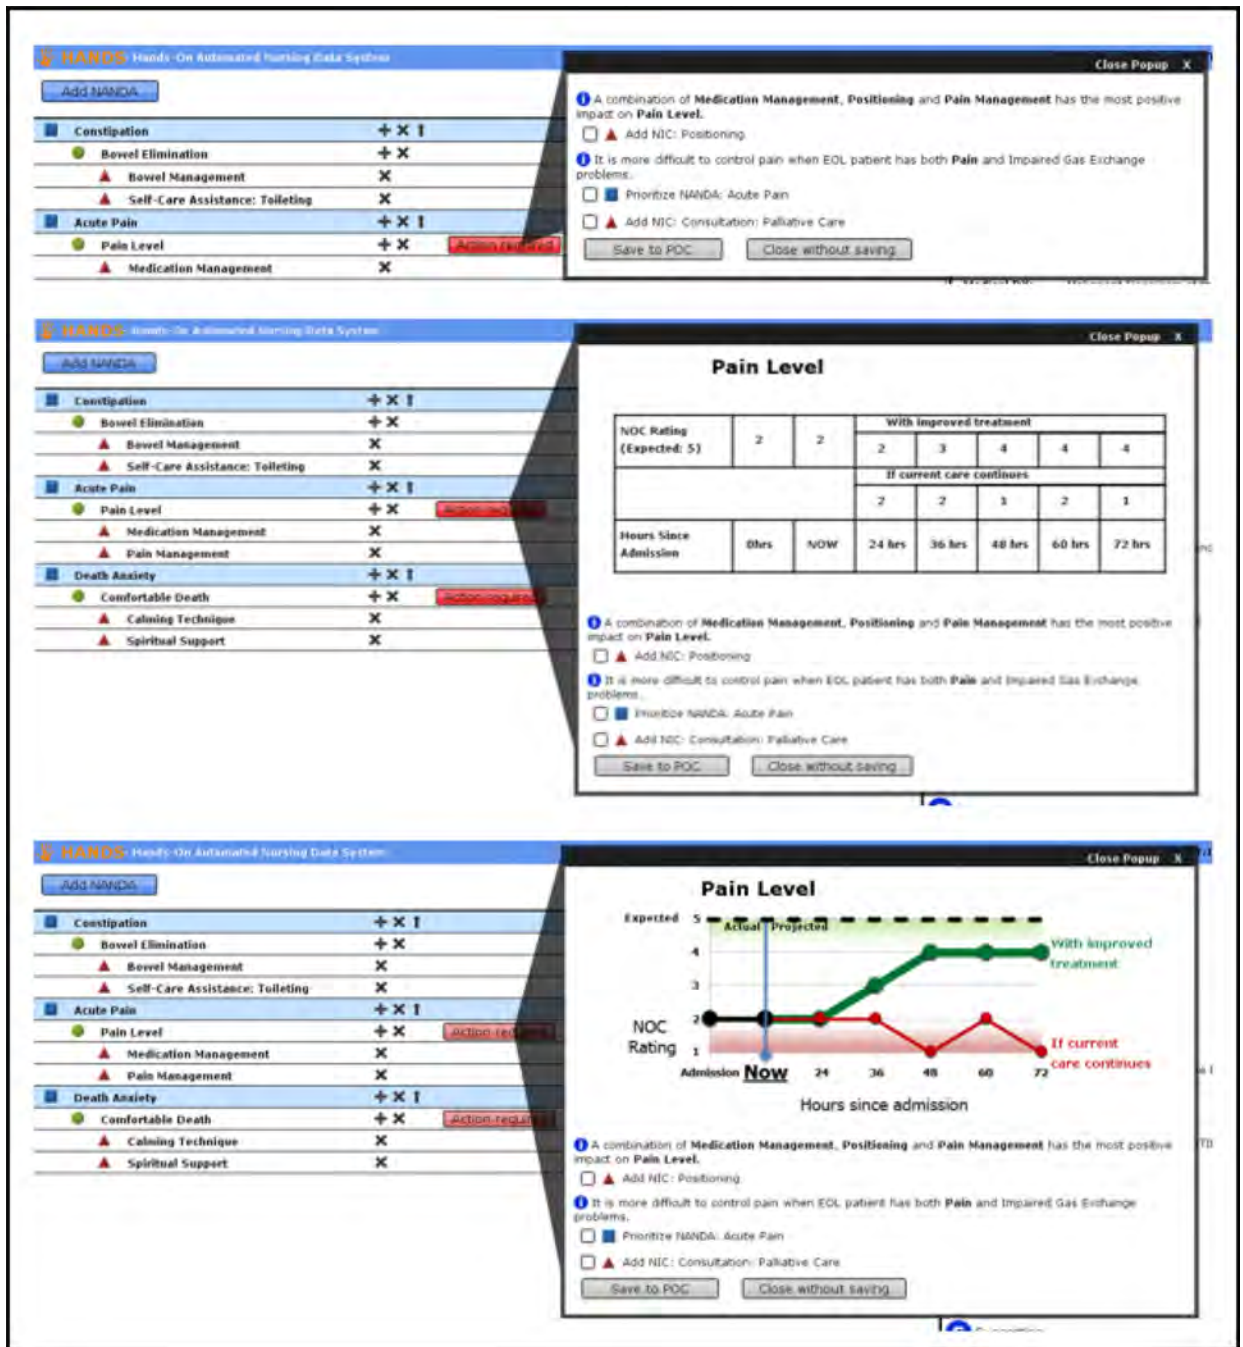 HANDS Hands-On Automated Nursing Data System
Add NANDA
Constipation
Bowel Elimination
Bowel Management
Self-Care Assistance: Toileting
Acute Pain
Pain Level Action required
Medication Management
Close Popup X
A combination of Medication Management, Positioning and Pain Management has the most positive
impact on Pain Level.
Add NIC: Positioning
It is more difficult to control pain when EOL patient has both Pain and Impaired Gas Exchange
problems.
Prioritize NANDA: Acute Pain
Add NIC: Consultation: Palliative Care
Save to POC Close without saving
HANDS Hands-On Automated Nursing Data System
Add NANDA
Constipation
Bowel Elimination
Bowel Management
Self-Care Assistance: Toileting
Acute Pain
Pain Level Action required
Medication Management
Pain Management
Death Anxiety
Comfortable Death Action required
Calming Technique
Spiritual Support
Close Popup X
Pain Level
With improved treatment
NOC Rating
(Expected: 5) 2 2 2 3 4 4 4
If current care continues
2 2 1 2 1
Hours Since
Admission 0hrs NOW 24 hrs 36 hrs 48 hrs 60 hrs 72 hrs
A combination of Medication Management, Positioning and Pain Management has the most positive
impact on Pain Level.
Add NIC: Positioning
It is more difficult to control pain when EOL patient has both Pain and Impaired Gas Exchange
problems.
Prioritize NANDA: Acute Pain
Add NIC: Consultation: Palliative Care
Save to POC Close without saving
HANDS Hands-On Automated Nursing Data System
Add NANDA
Constipation
Bowel Elimination
Bowel Management
Self-Care Assistance: Toileting
Acute Pain
Pain Level Action
Medication Management
Pain Management
Death Anxiety
Comfortable Death Action required
Calming Technique
Spiritual Support
Close Popup X
Pain Level
Expected 5
Actual Projected
4
With improved
treatment
3
NOC
Rating
2
1
If current
care continues
Admission Now 24 36 48 60 72
Hours since admission
A combination of Medication Management, Positioning and Pain Management has the most positive
impact on Pain Level.
Add NIC: Positioning
It is more difficult to control pain when EOL patient has both Pain and Impaired Gas Exchange
problems.
Prioritize NANDA: Acute Pain
Add NIC: Consultation: Palliative Care
Save to POC Close without saving